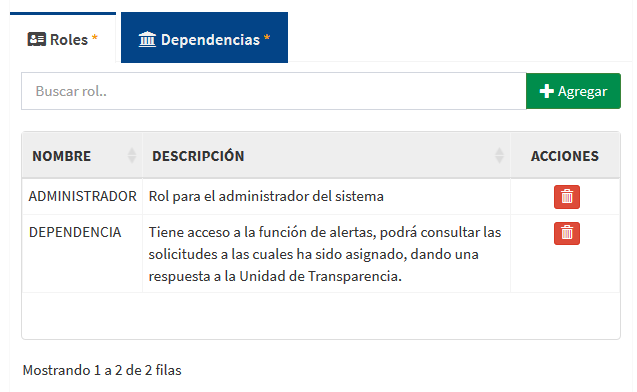 Roles * Dependencias *
Buscar rol.. Agregar
NOMBRE DESCRIPCIÓN ACCIONES
ADMINISTRADOR Rol para el administrador del sistema
DEPENDENCIA Tiene acceso a la función de alertas, podrá consultar las
solicitudes a las cuales ha sido asignado, dando una
respuesta a la Unidad de Transparencia.
Mostrando 1 a 2 de 2 filas